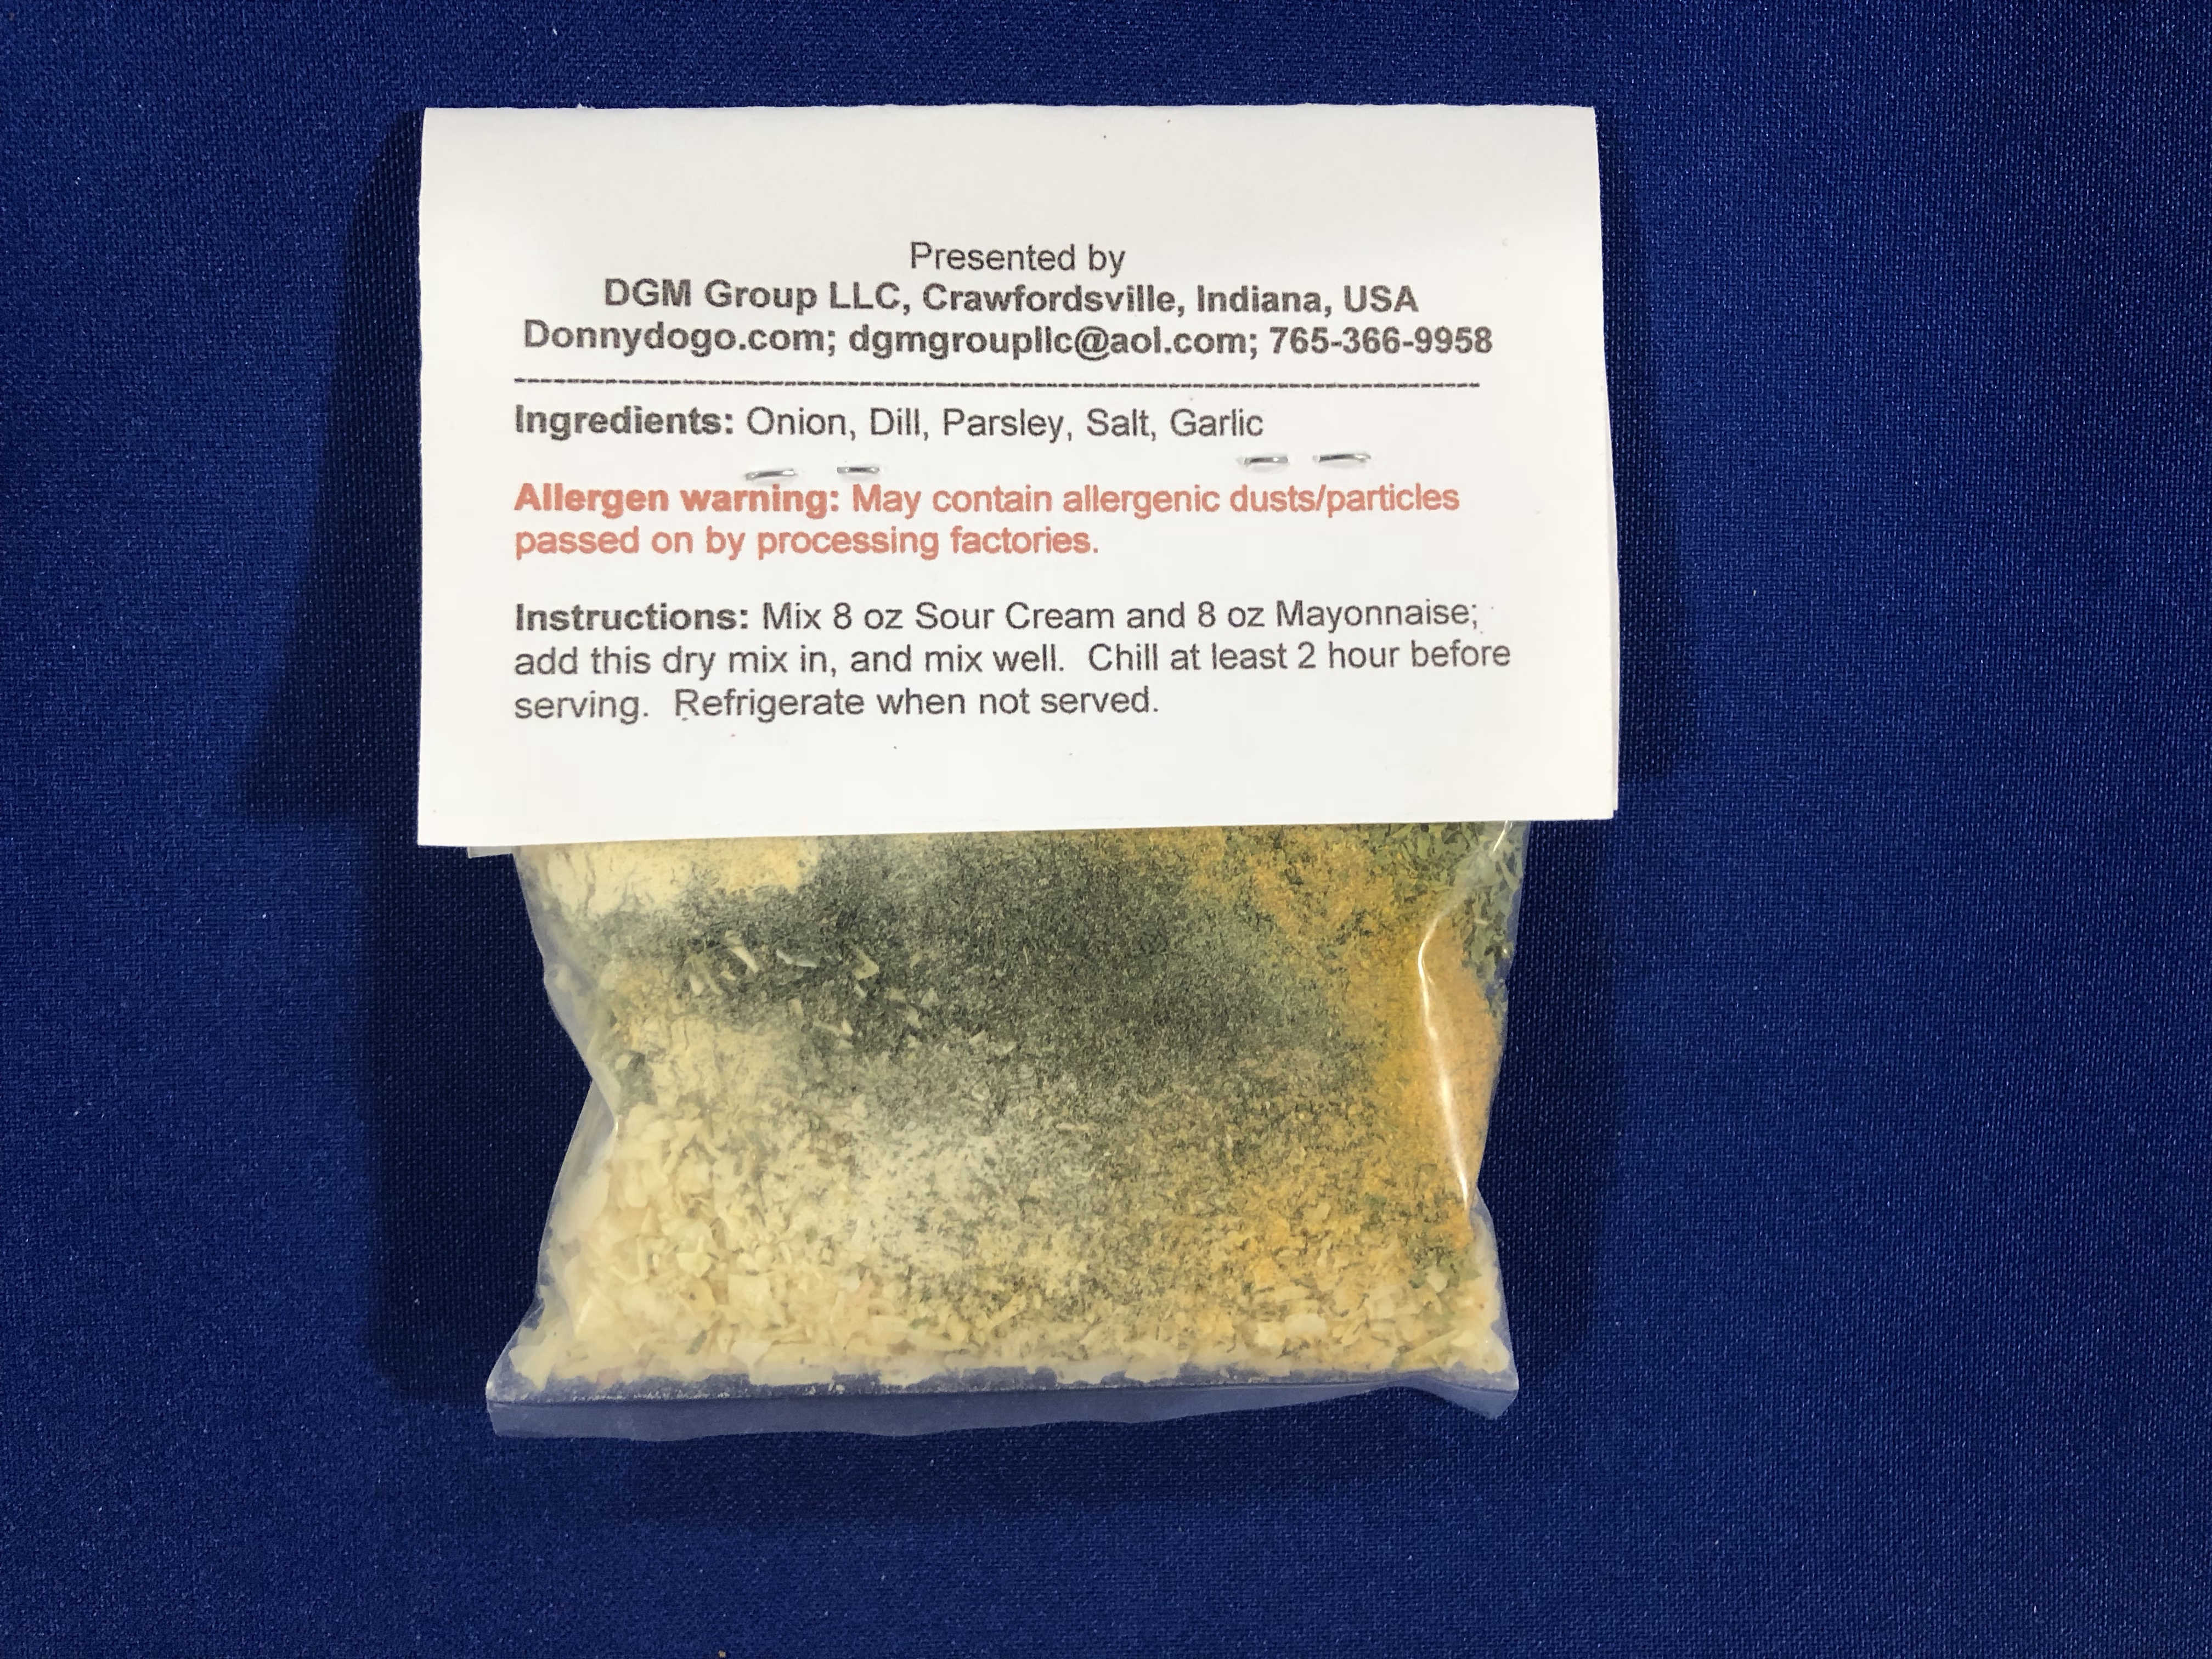 Presented by
DGM Group LLC, Crawfordsville, Indiana, USA
Donnydogo.com; dgmgroupllc@aol.com; 765-366-9958
Ingredients: Onion, Dill, Parsley, Salt, Garlic
Allergen warning: May contain allergenic dusts/particles
passed on by processing factories.
Instructions: Mix 8 oz Sour Cream and 8 oz Mayonnaise;
add this dry mix in, and mix well.  Chill at least 2 hour before
serving.  Refrigerate when not served.